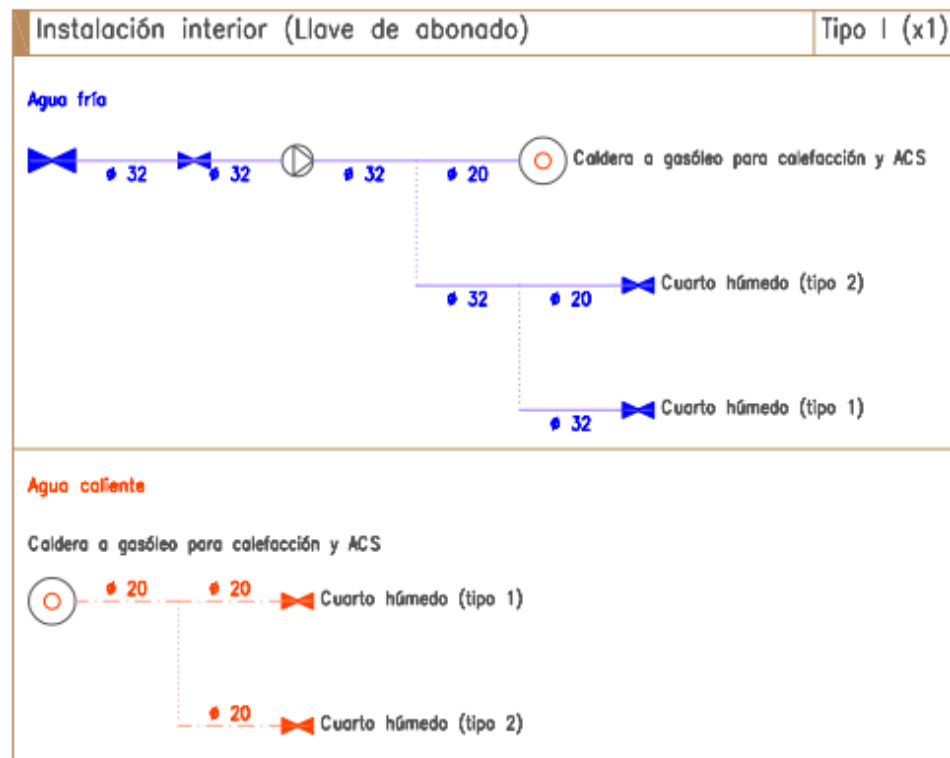 Instalación interior (Llave de abonado) Tipo I (x1)
Agua fría
Caldera a gasóleo para calefacción y ACS
ø 32 ø 32 ø 32 ø 20
Cuarto húmedo (tipo 2)
ø 32 ø 20
Cuarto húmedo (tipo 1)
ø 32
Agua caliente
Caldera a gasóleo para calefacción y ACS
ø 20 ø 20
Cuarto húmedo (tipo 1)
ø 20
Cuarto húmedo (tipo 2)